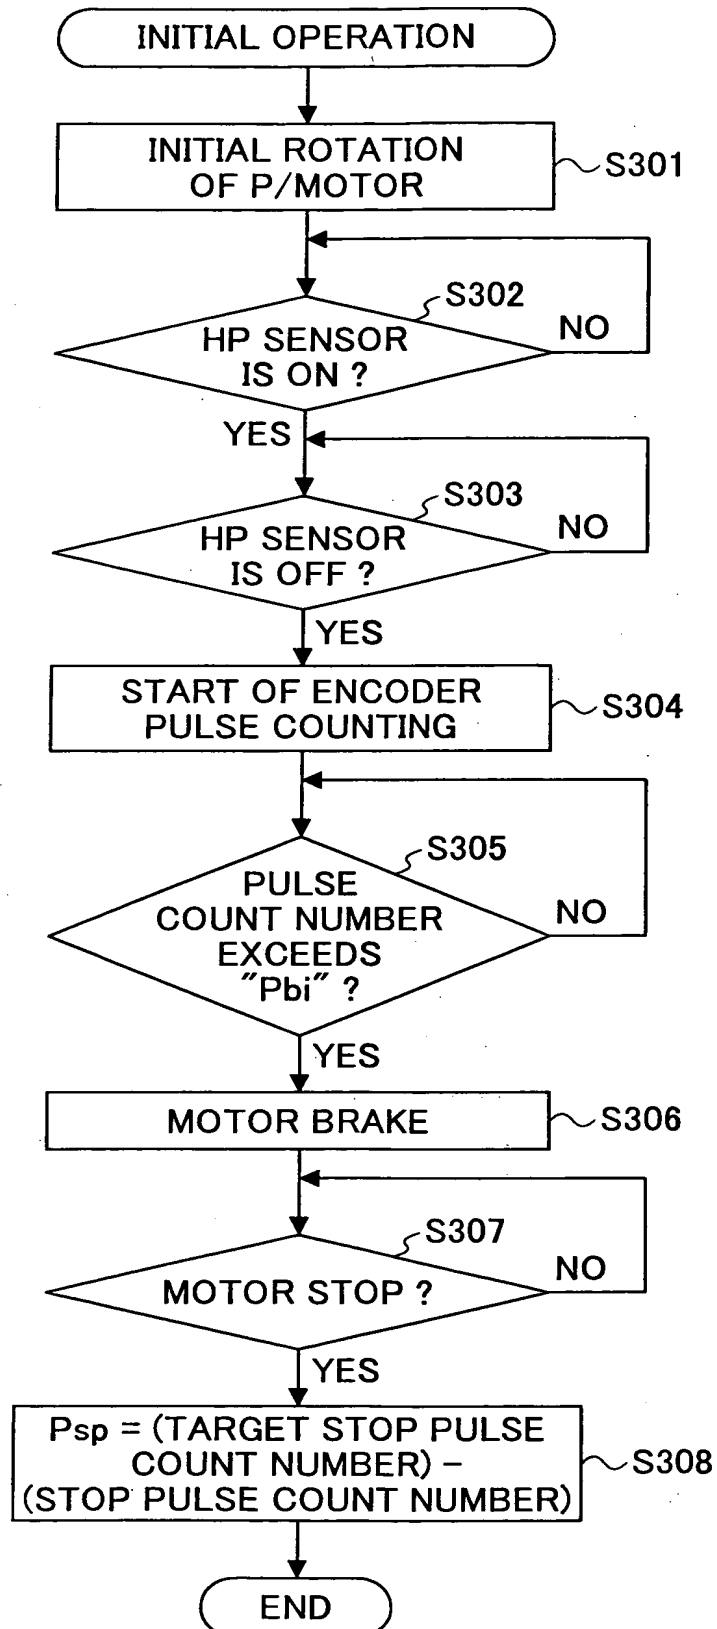 INITIAL OPERATION
INITIAL ROTATION
OF P/MOTOR
S301
S302
HP SENSOR
IS ON ?
NO
YES
S303
HP SENSOR
IS OFF ?
NO
YES
START OF ENCODER
PULSE COUNTING
S304
S305
PULSE
COUNT NUMBER
EXCEEDS
"Pbi" ?
NO
YES
MOTOR BRAKE
S306
S307
MOTOR STOP ?
NO
YES
Psp = (TARGET STOP PULSE
COUNT NUMBER) –
(STOP PULSE COUNT NUMBER)
S308
END